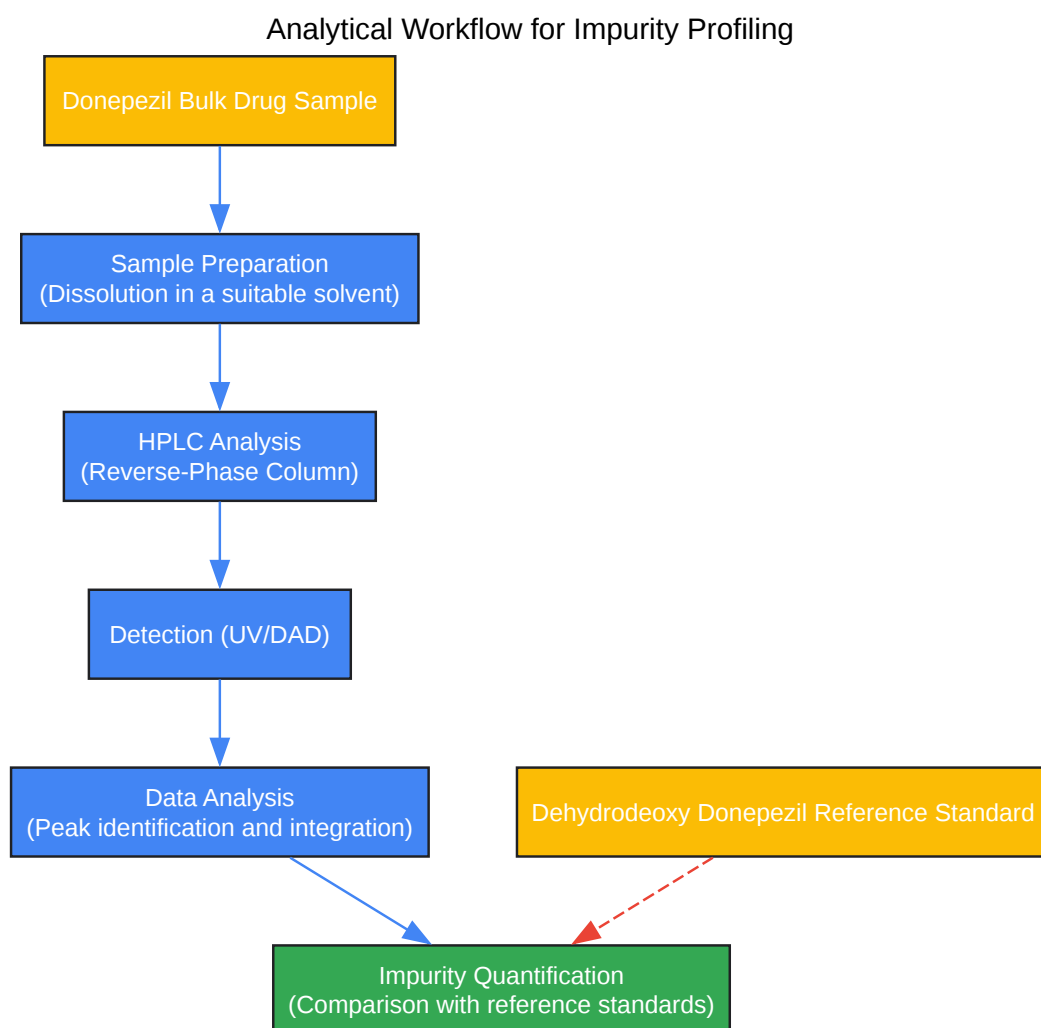 Analytical Workflow for Impurity Profiling
Donepezil Bulk Drug Sample
Sample Preparation
(Dissolution in a suitable solvent)
HPLC Analysis
(Reverse-Phase Column)
Detection (UV/DAD)
Data Analysis
(Peak identification and integration)
Dehydrodeoxy Donepezil Reference Standard
Impurity Quantification
(Comparison with reference standards)